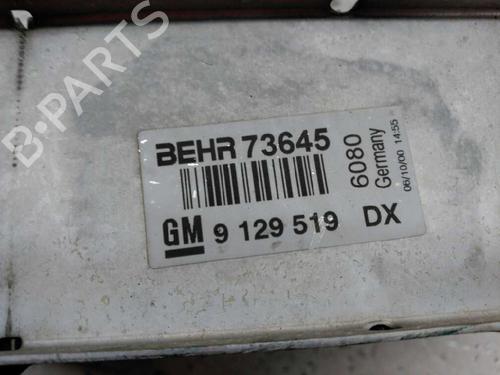 B-PARTS
BEHR 73645
6080
Germany
06/10/00 14:55
GM 9 129 519 DX